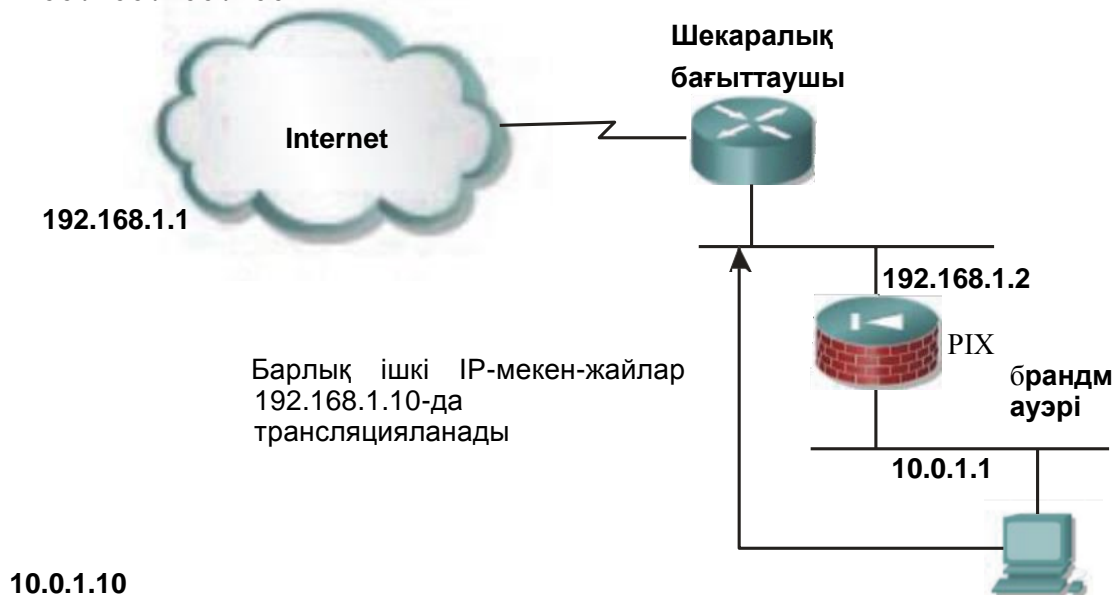 Шекаралық
бағыттаушы
Internet
192.168.1.1
192.168.1.2
PIX
брандм
ауэрі
Барлық ішкі IP-мекен-жайлар
192.168.1.10-да
трансляцияланады
10.0.1.1
10.0.1.10